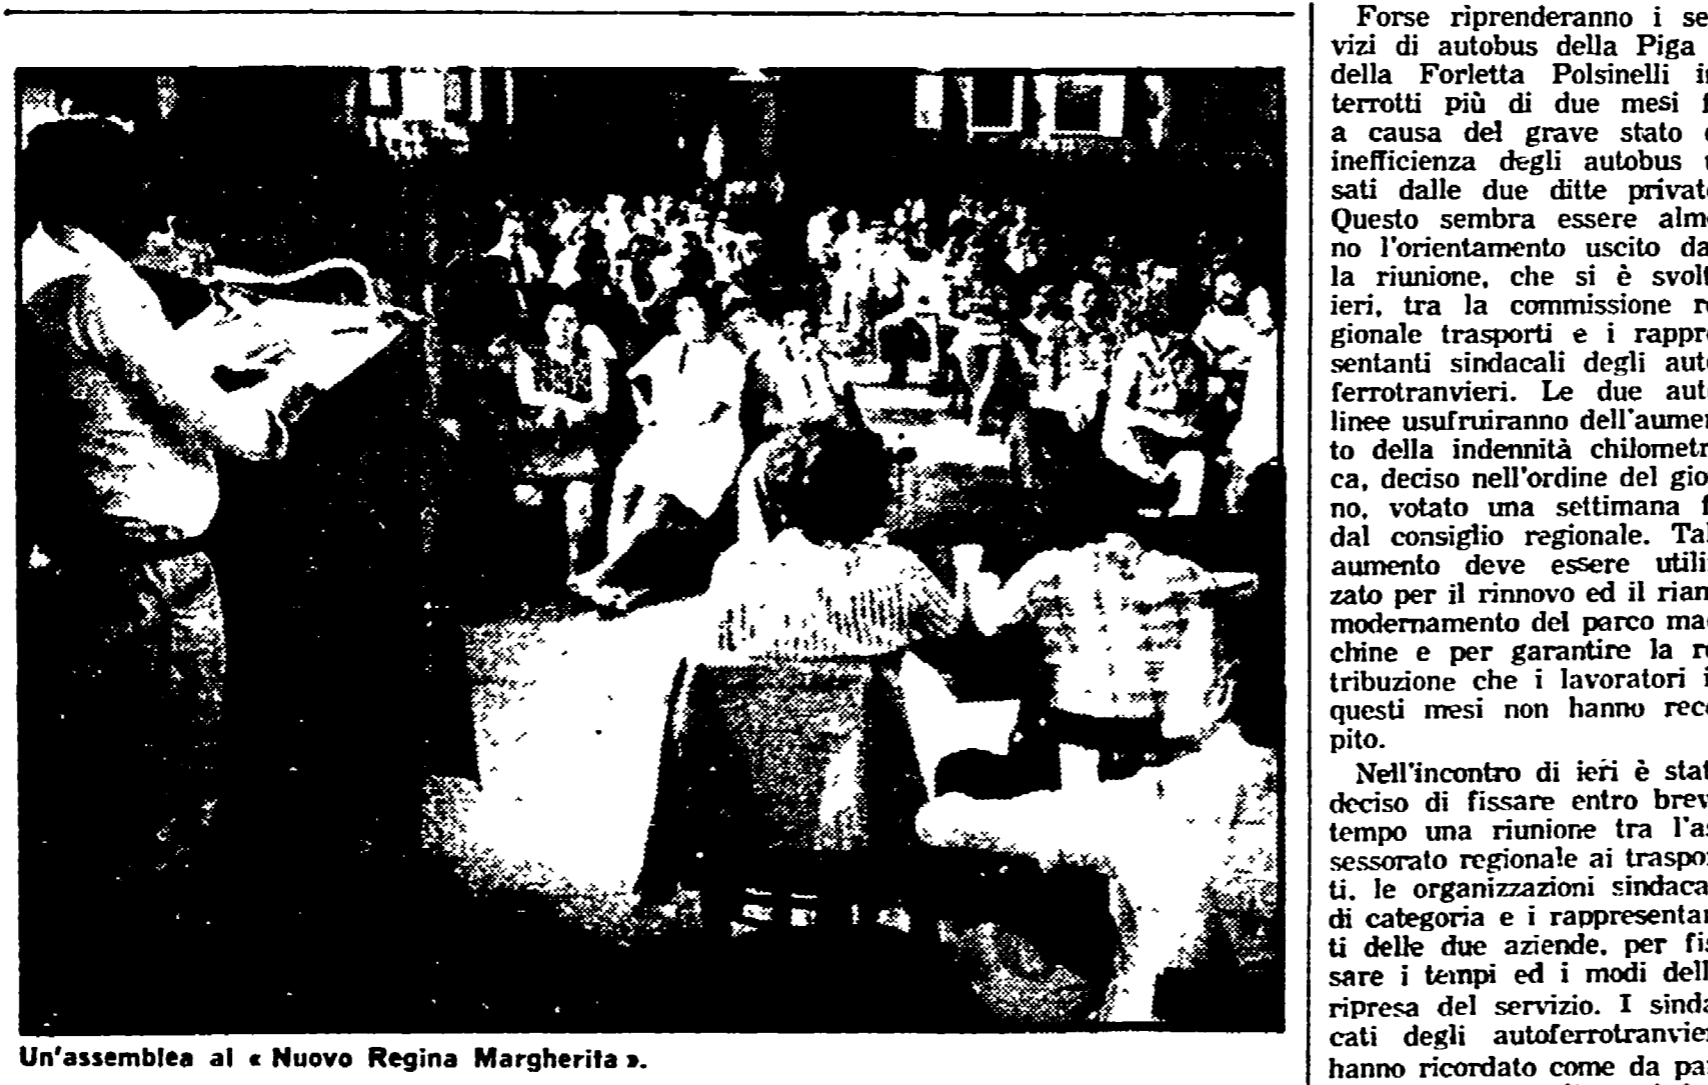 Un'assemblea al « Nuovo Regina Margherita ».
Forse riprenderanno i se
vizi di autobus della Piga
della Forletta Polsinelli i
terrotti più di due mesi f
a causa del grave stato
inefficienza degli autobus
sati dalle due ditte privat
Questo sembra essere alm
no l'orientamento uscito da
la riunione, che si è svolt
ieri, tra la commissione r
gionale trasporti e i rappr
sentanti sindacali degli aut
ferrotranvieri. Le due aut
linee usufruiranno dell'aume
to della indennità chilometr
ca, deciso nell'ordine del gio
no, votato una settimana f
dal consiglio regionale. Tal
aumento deve essere utili
zato per il rinnovo ed il riam
modernamento del parco ma
chine e per garantire la r
tribuzione che i lavoratori i
questi mesi non hanno rec
pito.
Nell'incontro di ieri è stat
deciso di fissare entro brev
tempo una riunione tra l'as
sessorato regionale ai traspo
ti, le organizzazioni sindaca
di categoria e i rappresentan
ti delle due aziende, per fis
sare i tempi ed i modi dell
ripresa del servizio. I sinda
cati degli autoferrotranvie
hanno ricordato come da pa